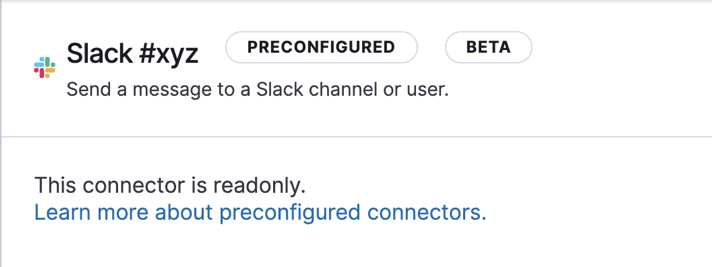 Slack #xyz PRECONFIGURED BETA
Send a message to a Slack channel or user.
This connector is readonly.
Learn more about preconfigured connectors.